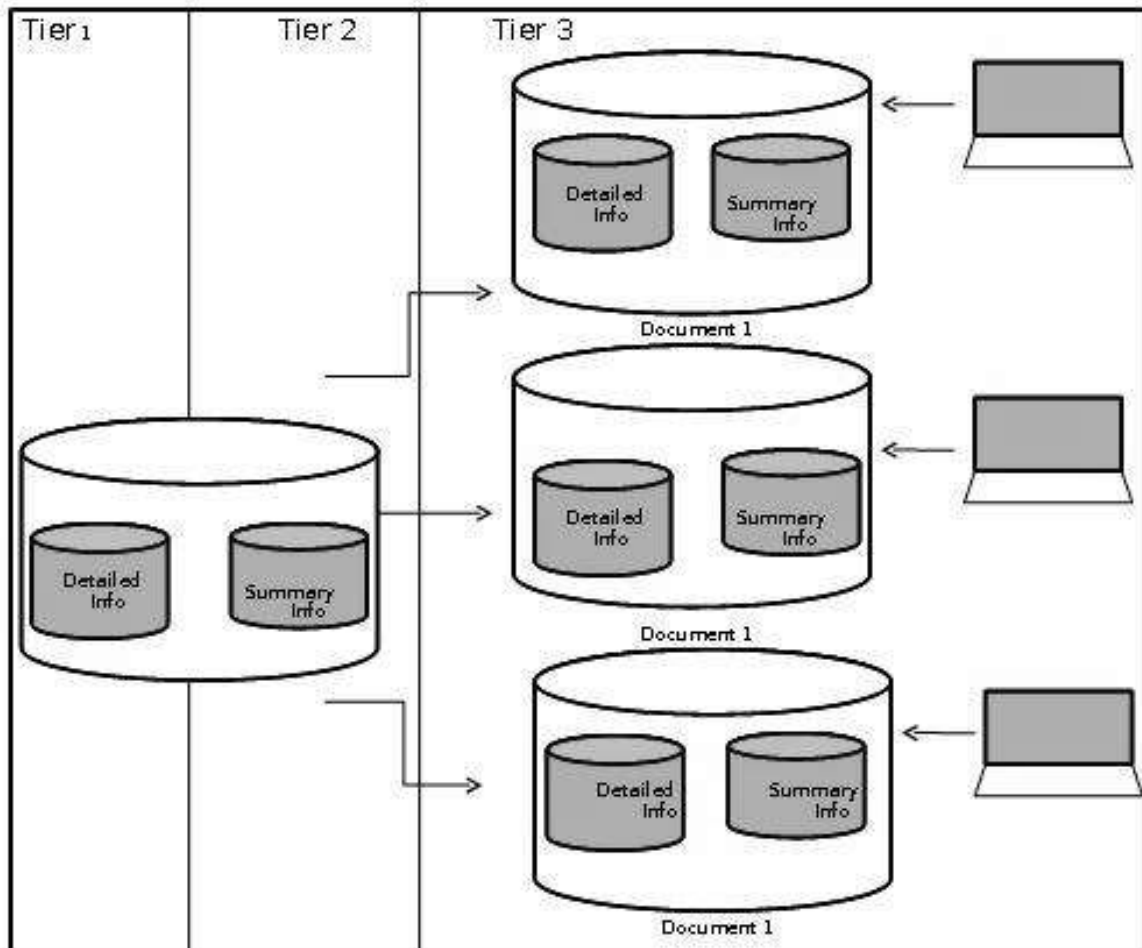 Tier 1
Tier 2
Tier 3
Detailed
Info
Summary
Info
Document 1
Detailed
Info
Summary
Info
Detailed
Info
Summary
Info
Document 1
Detailed
Info
Summary
Info
Document 1